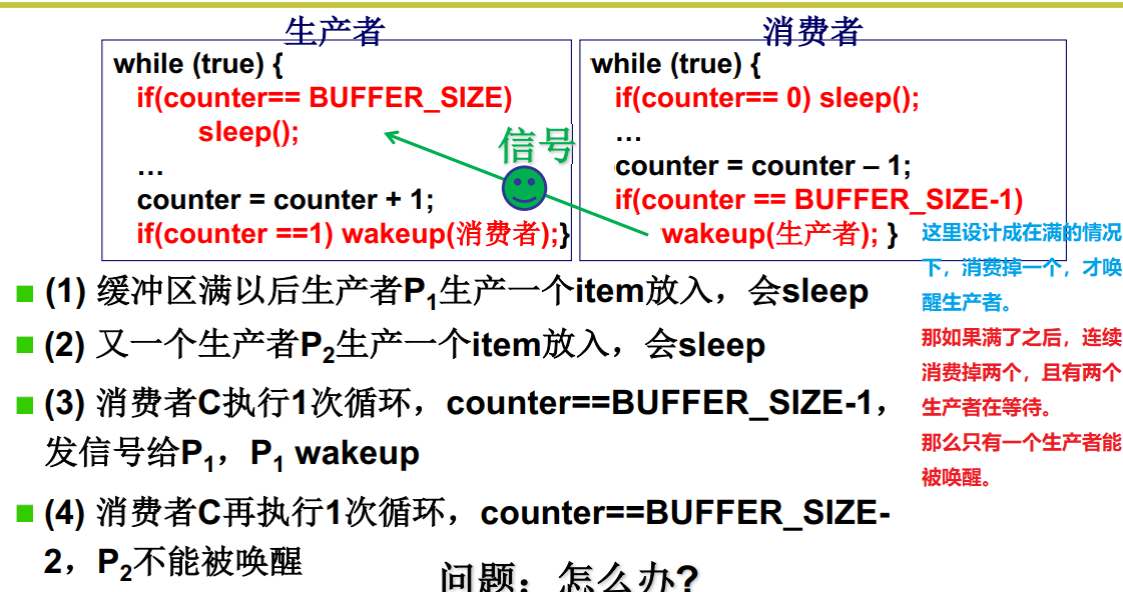 生产者
while (true) {
if(counter== BUFFER_SIZE)
sleep();
…
counter = counter + 1;
if(counter ==1) wakeup(消费者);}
信号
消费者
while (true) {
if(counter== 0) sleep();
…
counter = counter – 1;
if(counter == BUFFER_SIZE-1)
wakeup(生产者); }
这里设计成在满的情况
下，消费掉一个，才唤
醒生产者。
那如果满了之后，连续
消费掉两个，且有两个
生产者在等待。
那么只有一个生产者能
被唤醒。
(1) 缓冲区满以后生产者P1生产一个item放入，会sleep
(2) 又一个生产者P2生产一个item放入，会sleep
(3) 消费者C执行1次循环，counter==BUFFER_SIZE-1，
发信号给P1，P1 wakeup
(4) 消费者C再执行1次循环，counter==BUFFER_SIZE-
2，P2不能被唤醒
问题：怎么办?